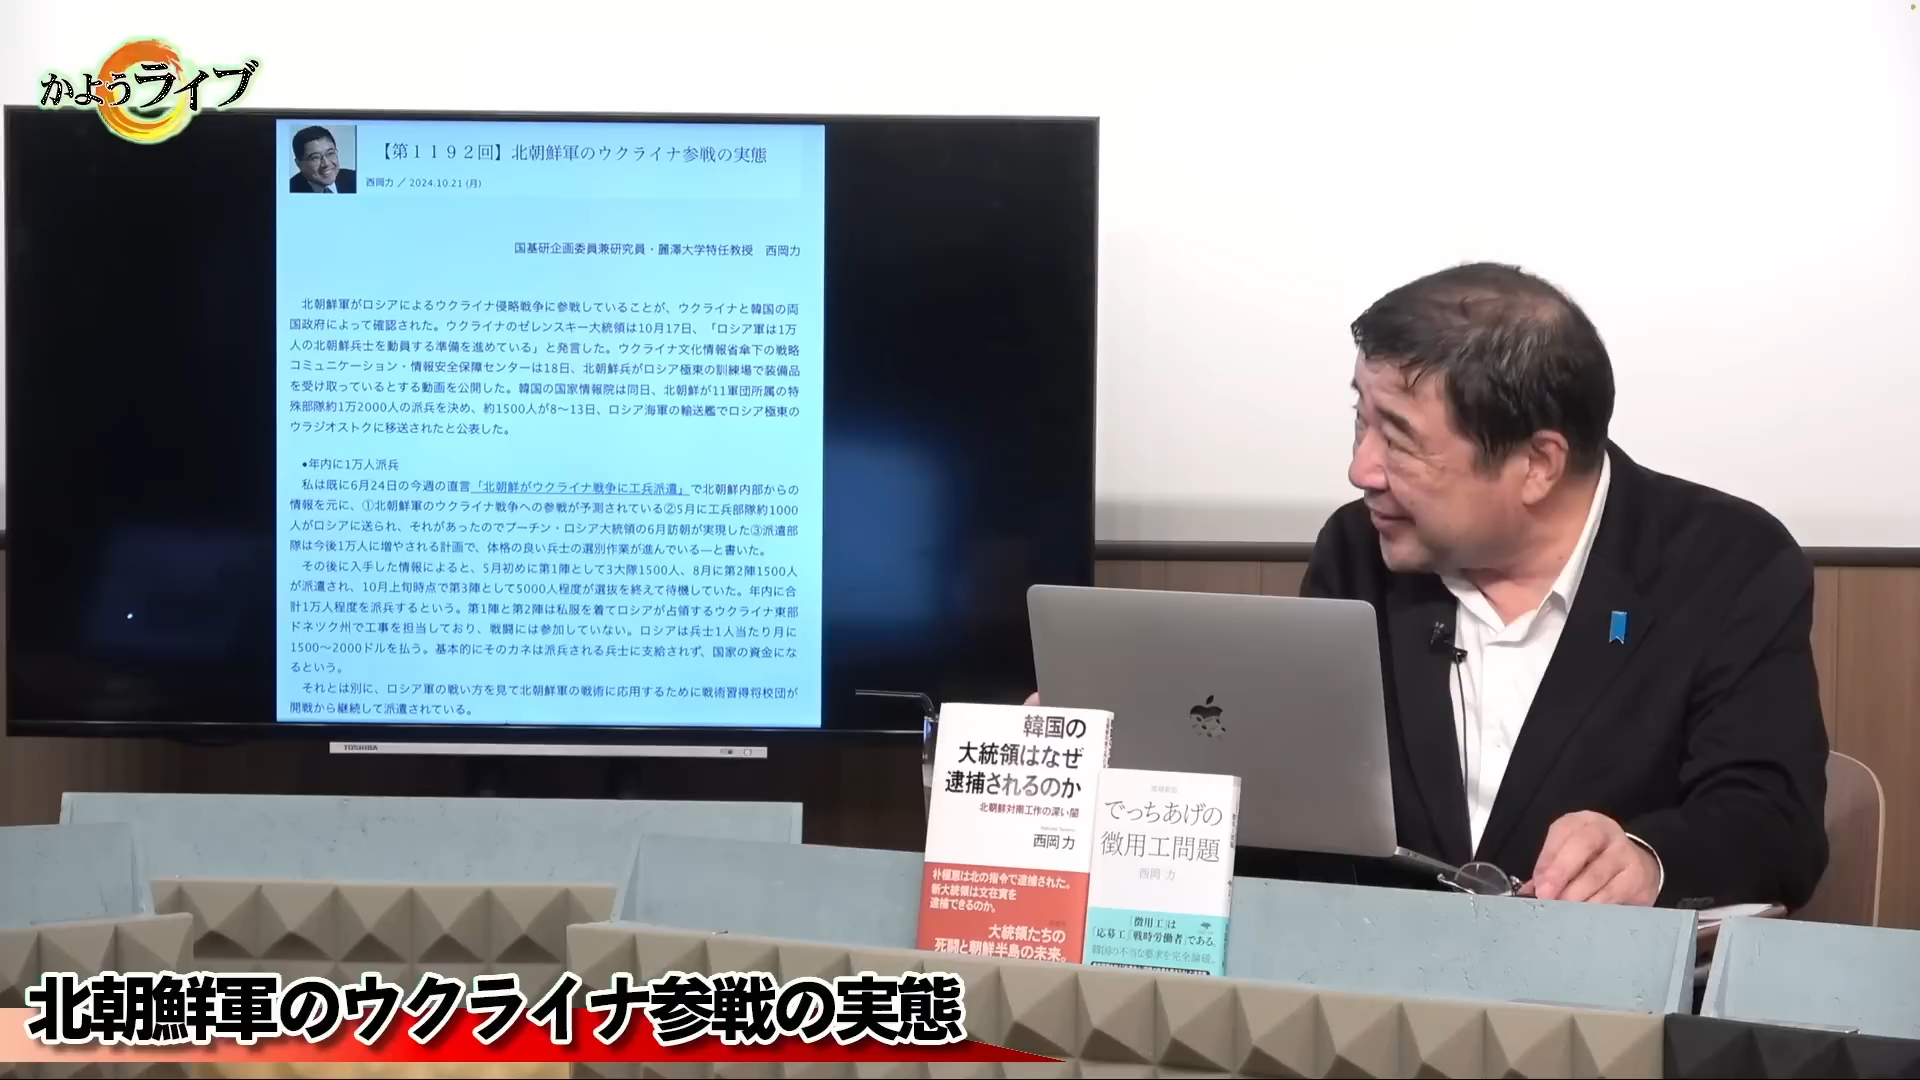 かようライブ
【第1192回】北朝鮮軍のウクライナ参戦の実態
西岡力 ／ 2024.10.21 (月)
国基研企画委員兼研究員・麗澤大学特任教授　西岡力
北朝鮮軍がロシアによるウクライナ侵略戦争に参戦していることが、ウクライナと韓国の両
国政府によって確認された。ウクライナのゼレンスキー大統領は10月17日、「ロシア軍は1万
人の北朝鮮兵士を動員する準備を進めている」と発言した。ウクライナ文化情報省傘下の戦略
コミュニケーション・情報安全保障センターは18日、北朝鮮兵がロシア極東の訓練場で装備品
を受け取っているとする動画を公開した。韓国の国家情報院は同日、北朝鮮が11軍団所属の特
殊部隊約1万2000人の派兵を決め、約1500人が8〜13日、ロシア海軍の輸送艦でロシア極東の
ウラジオストクに移送されたと公表した。
●年内に1万人派兵
私は既に6月24日の今週の直言「北朝鮮がウクライナ戦争に工兵派遣」で北朝鮮内部からの
情報を元に、①北朝鮮軍のウクライナ戦争への参戦が予測されている②5月に工兵部隊約1000
人がロシアに送られ、それがあったのでプーチン・ロシア大統領の6月訪朝が実現した③派遣部
隊は今後1万人に増やされる計画で、体格の良い兵士の選別作業が進んでいる―と書いた。
その後に入手した情報によると、5月初めに第1陣として3大隊1500人、8月に第2陣1500人
が派遣され、10月上旬時点で第3陣として5000人程度が選抜を終えて待機していた。年内に合
計1万人程度を派兵するという。第1陣と第2陣は私服を着てロシアが占領するウクライナ東部
ドネツク州で工事を担当しており、戦闘には参加していない。ロシアは兵士1人当たり月に
1500〜2000ドルを払う。基本的にそのカネは派兵される兵士に支給されず、国家の資金にな
るという。
それとは別に、ロシア軍の戦い方を見て北朝鮮軍の戦術に応用するために戦術習得将校団が
開戦から継続して派遣されている。
TOSHIBA
韓国の
大統領はなぜ
逮捕されるのか
北朝鮮対南工作の深い闇
西岡力
朴槿恵は北の指令で逮捕された。
新大統領は文在寅を
逮捕できるのか。
大統領たちの
死闘と朝鮮半島の未来。
増補新版
でっちあげの
徴用工問題
西岡 力
「徴用工」は
「応募工」「戦時労働者」である。
韓国の不当な要求を完全論破。
北朝鮮軍のウクライナ参戦の実態